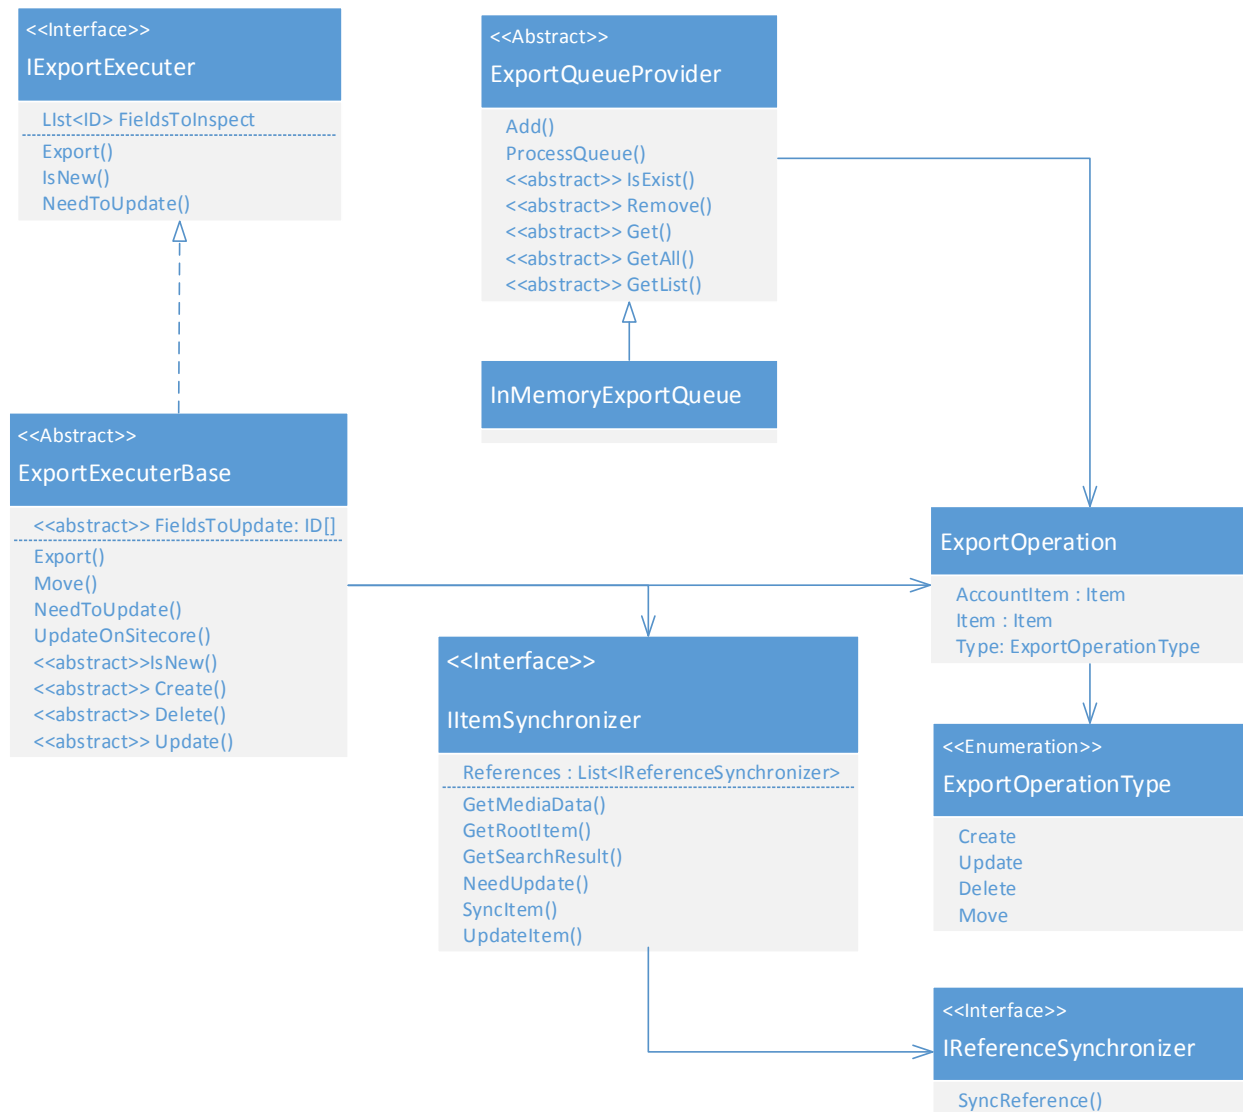 <<Interface>>
IExportExecuter
LIst<ID> FieldsToInspect
Export()
IsNew()
NeedToUpdate()
<<Abstract>>
ExportQueueProvider
Add()
ProcessQueue()
<<abstract>> IsExist()
<<abstract>> Remove()
<<abstract>> Get()
<<abstract>> GetAll()
<<abstract>> GetList()
InMemoryExportQueue
<<Abstract>>
ExportExecuterBase
<<abstract>> FieldsToUpdate: ID[]
Export()
Move()
NeedToUpdate()
UpdateOnSitecore()
<<abstract>>IsNew()
<<abstract>> Create()
<<abstract>> Delete()
<<abstract>> Update()
ExportOperation
AccountItem : Item
Item : Item
Type: ExportOperationType
<<Interface>>
IItemSynchronizer
References : List<IReferenceSynchronizer>
GetMediaData()
GetRootItem()
GetSearchResult()
NeedUpdate()
SyncItem()
UpdateItem()
<<Enumeration>>
ExportOperationType
Create
Update
Delete
Move
<<Interface>>
IReferenceSynchronizer
SyncReference()